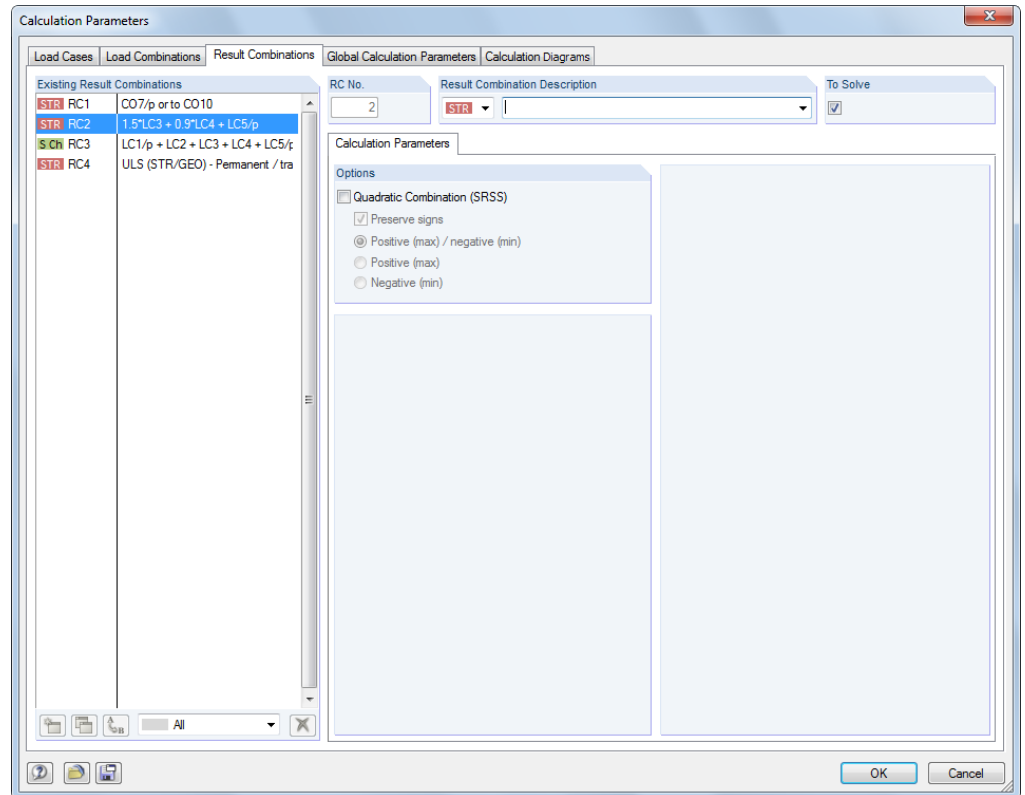 Calculation Parameters
Load Cases
Load Combinations
Result Combinations
Global Calculation Parameters
Calculation Diagrams
Existing Result Combinations
STR RC1 CO7/p or to CO10
STR RC2 1.5*LC3 + 0.9*LC4 + LC5/p
S Ch RC3 LC1/p + LC2 + LC3 + LC4 + LC5/p
STR RC4 ULS (STR/GEO) - Permanent / tra
All
RC No.
2
Result Combination Description
STR
To Solve
Calculation Parameters
Options
Quadratic Combination (SRSS)
Preserve signs
Positive (max) / negative (min)
Positive (max)
Negative (min)
OK
Cancel